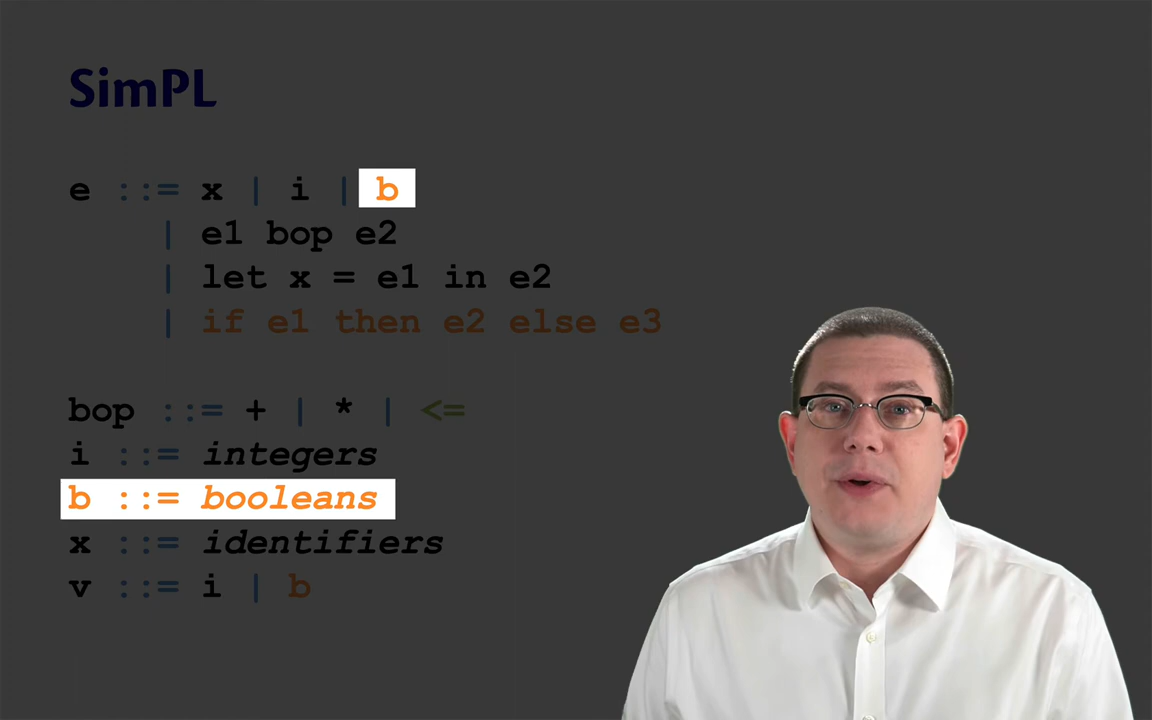 SimPL
e ::= x | i | b
| e1 bop e2
| let x = e1 in e2
| if e1 then e2 else e3
bop ::= + | * | <=
i ::= integers
b ::= booleans
x ::= identifiers
v ::= i | b